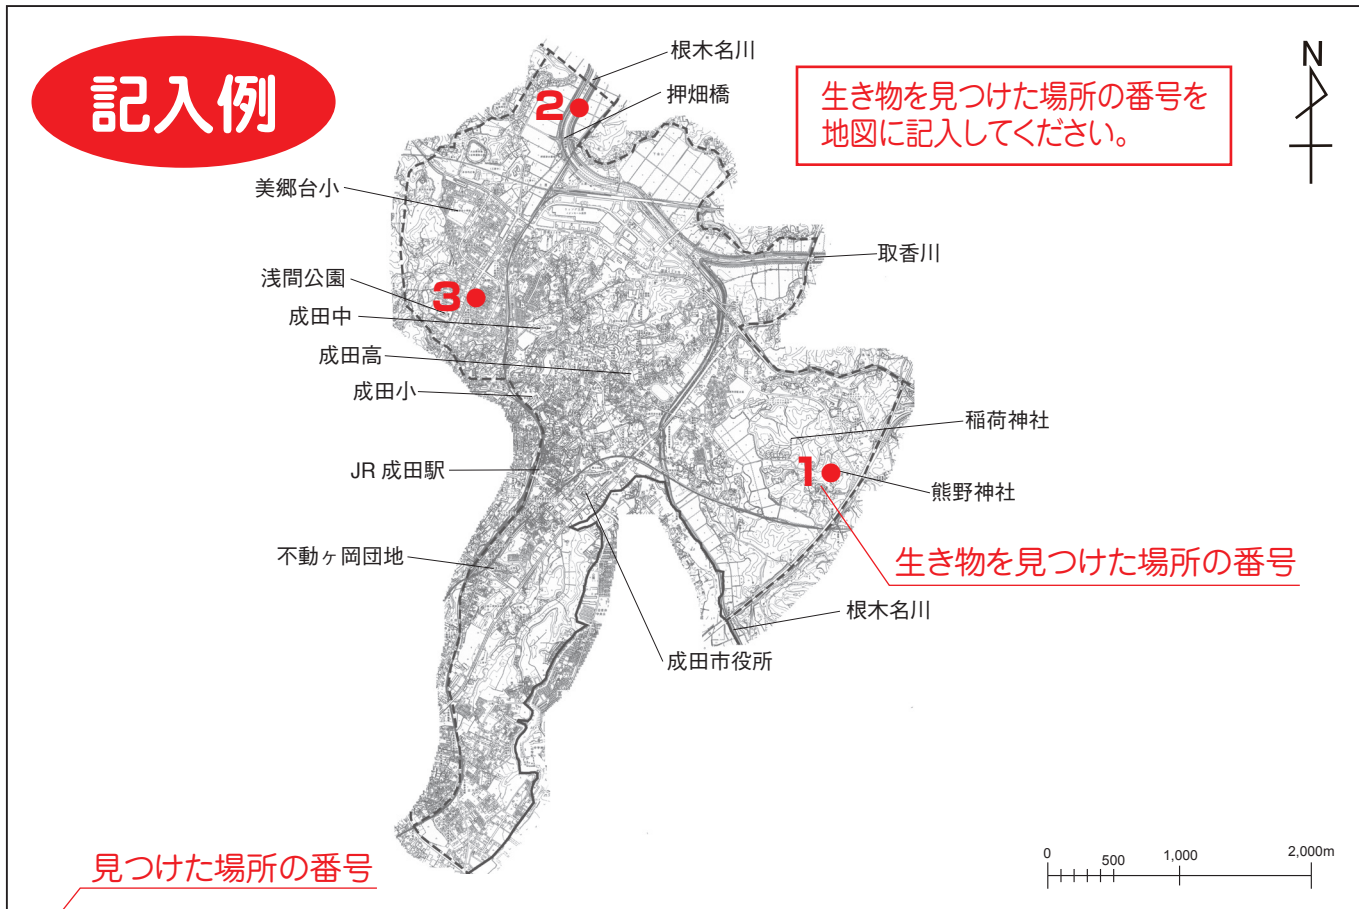 記入例
生き物を見つけた場所の番号を
地図に記入してください。
N
根木名川
押畑橋
2
美郷台小
取香川
浅間公園
3
成田中
成田高
成田小
稲荷神社
JR 成田駅
1
熊野神社
不動ヶ岡団地
生き物を見つけた場所の番号
根木名川
成田市役所
見つけた場所の番号
0 500 1,000 2,000m